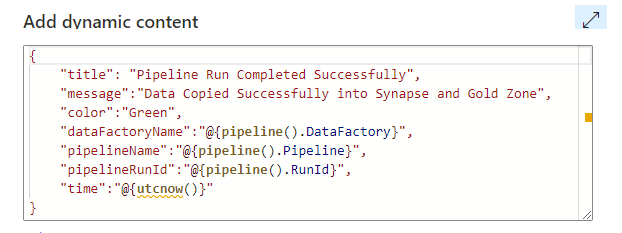 Add dynamic content
{
"title": "Pipeline Run Completed Successfully",
"message":"Data Copied Successfully into Synapse and Gold Zone",
"color":"Green",
"dataFactoryName":"@{pipeline().DataFactory}",
"pipelineName":"@{pipeline().Pipeline}",
"pipelineRunId":"@{pipeline().RunId}",
"time":"@{utcnow()}"
}